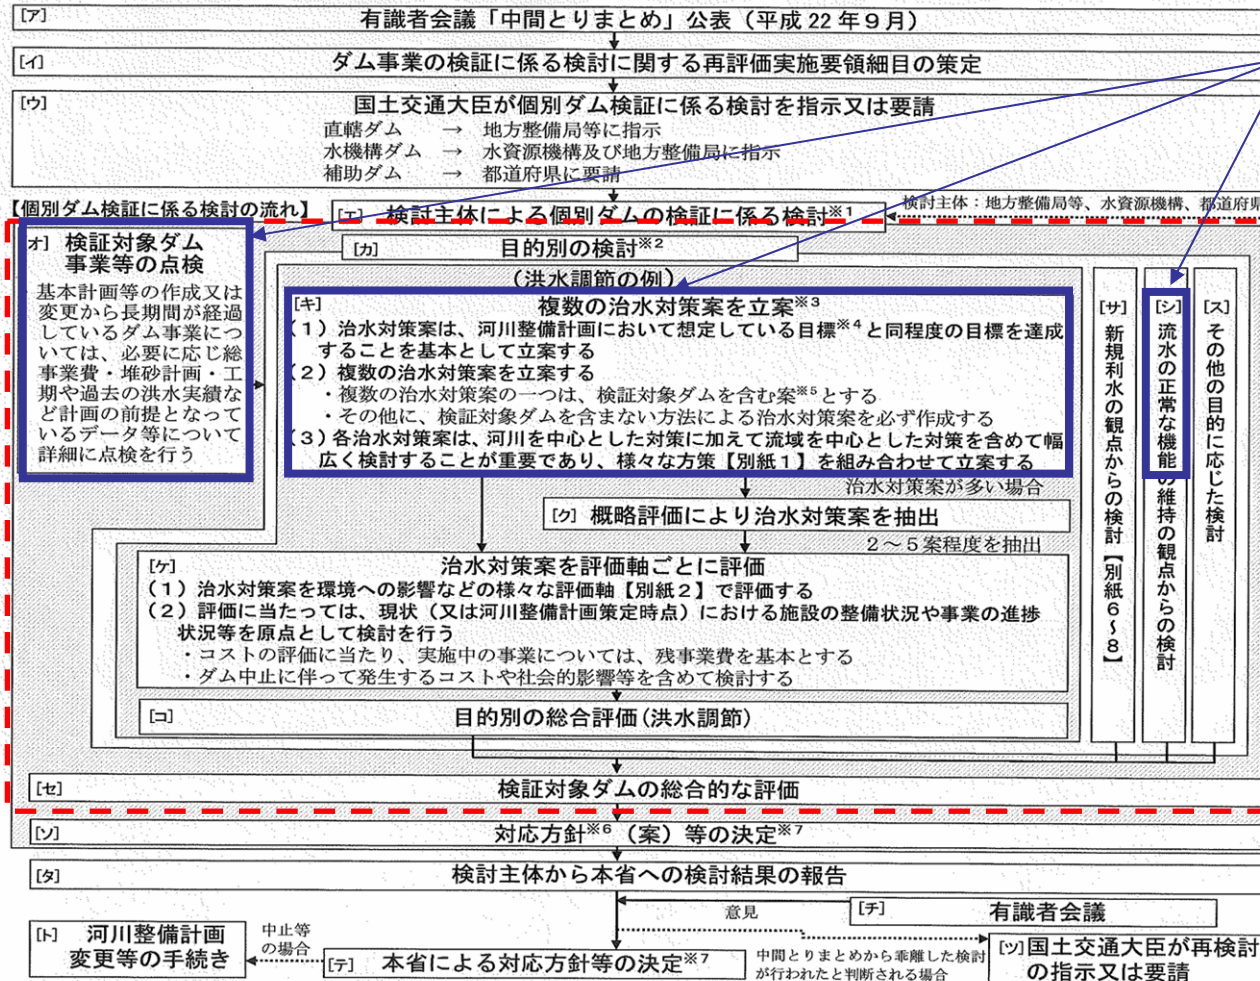 [ア] 有識者会議「中間とりまとめ」公表（平成22年９月）
[イ] ダム事業の検証に係る検討に関する再評価実施要領細目の策定
[ウ] 国土交通大臣が個別ダム検証に係る検討を指示又は要請
直轄ダム → 地方整備局等に指示
水機構ダム → 水資源機構及び地方整備局に指示
補助ダム → 都道府県に要請
【個別ダム検証に係る検討の流れ】
[エ] 検討主体による個別ダムの検証に係る検討※1
検討主体：地方整備局等、水資源機構、都道府県
オ] 検証対象ダム
事業等の点検
基本計画等の作成又は
変更から長期間が経過
しているダム事業につ
いては、必要に応じ総
事業費・堆砂計画・工
期や過去の洪水実績な
ど計画の前提となって
いるデータ等について
詳細に点検を行う
[カ] 目的別の検討※2
（洪水調節の例）
[キ] 複数の治水対策案を立案※3
（１）治水対策案は、河川整備計画において想定している目標※4と同程度の目標を達成
することを基本として立案する
（２）複数の治水対策案を立案する
・複数の治水対策案の一つは、検証対象ダムを含む案※5とする
・その他に、検証対象ダムを含まない方法による治水対策案を必ず作成する
（３）各治水対策案は、河川を中心とした対策に加えて流域を中心とした対策を含めて幅
広く検討することが重要であり、様々な方策【別紙１】を組み合わせて立案する
治水対策案が多い場合
[ク] 概略評価により治水対策案を抽出
２～５案程度を抽出
[ケ] 治水対策案を評価軸ごとに評価
（１）治水対策案を環境への影響などの様々な評価軸【別紙２】で評価する
（２）評価に当たっては、現状（又は河川整備計画策定時点）における施設の整備状況や事業の進捗
状況等を原点として検討を行う
・コストの評価に当たり、実施中の事業については、残事業費を基本とする
・ダム中止に伴って発生するコストや社会的影響等を含めて検討する
[コ] 目的別の総合評価（洪水調節）
[サ] 新規利水の観点からの検討【別紙６～８】
[シ] 流水の正常な機能の維持の観点からの検討
[ス] その他の目的に応じた検討
[セ] 検証対象ダムの総合的な評価
[ソ] 対応方針※6（案）等の決定※7
[タ] 検討主体から本省への検討結果の報告
意見
[チ] 有識者会議
[ト] 河川整備計画
変更等の手続き
中止等
の場合
[テ] 本省による対応方針等の決定※7
中間とりまとめから乖離した検討
が行われたと判断される場合
[ツ] 国土交通大臣が再検討
の指示又は要請